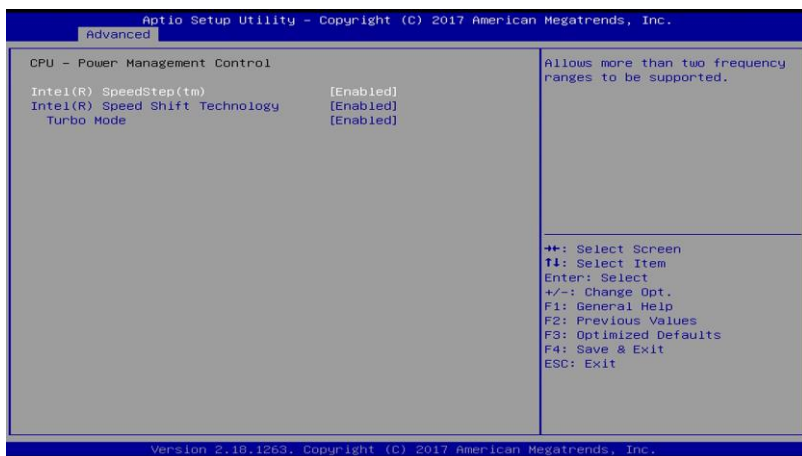 Aptio Setup Utility – Copyright (C) 2017 American Megatrends, Inc.
Advanced
CPU – Power Management Control
Intel(R) SpeedStep(tm) [Enabled]
Intel(R) Speed Shift Technology [Enabled]
Turbo Mode [Enabled]
Allows more than two frequency
ranges to be supported.
→←: Select Screen
↑↓: Select Item
Enter: Select
+/-: Change Opt.
F1: General Help
F2: Previous Values
F3: Optimized Defaults
F4: Save & Exit
ESC: Exit
Version 2.18.1263. Copyright (C) 2017 American Megatrends, Inc.